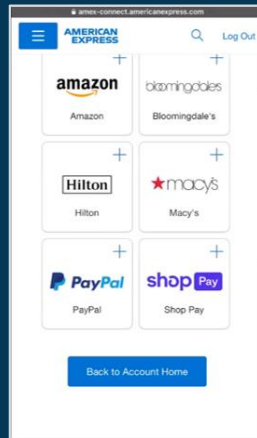 amex-connect.americanexpress.com
AMERICAN
EXPRESS
Log Out
amazon
bloomingdale's
Amazon
Bloomingdale's
Hilton
★macy's
Hilton
Macy's
PayPal
shop Pay
PayPal
Shop Pay
Back to Account Home